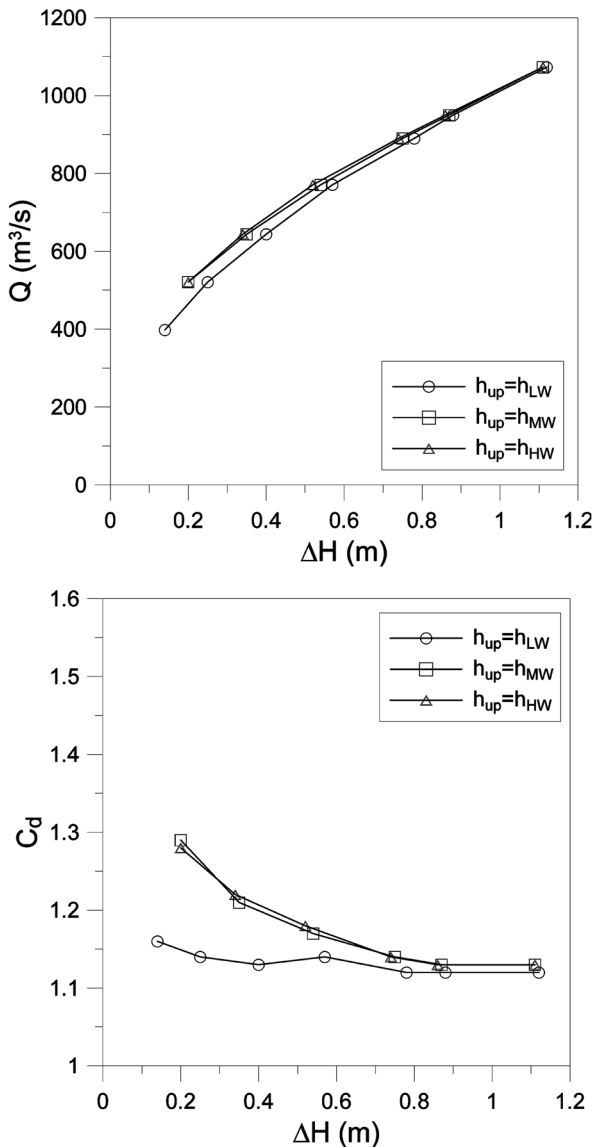 1200
1000
800
600
400
200
0
Q (m³/s)
h_up=h_LW
h_up=h_MW
h_up=h_HW
0 0.2 0.4 0.6 0.8 1 1.2
ΔH (m)
1.6
1.5
1.4
1.3
1.2
1.1
1
C_d
h_up=h_LW
h_up=h_MW
h_up=h_HW
0 0.2 0.4 0.6 0.8 1 1.2
ΔH (m)